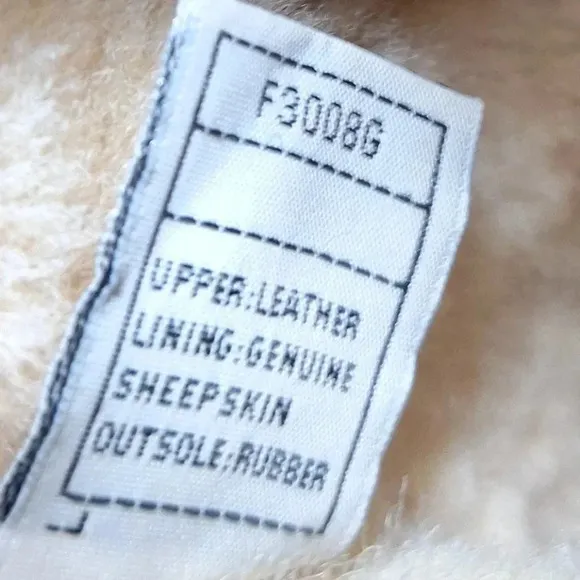 F3008G
UPPER:LEATHER
LINING:GENUINE
SHEEPSKIN
OUTSOLE:RUBBER